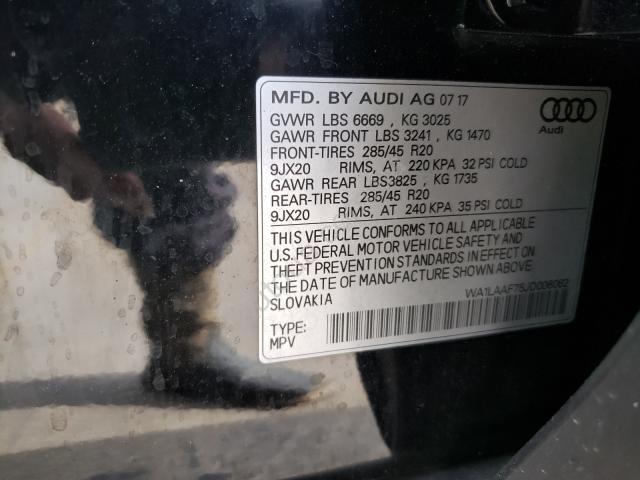 MFD. BY AUDI AG 07 17
Audi
GVWR LBS 6669 , KG 3025
GAWR FRONT LBS 3241 , KG 1470
FRONT-TIRES 285/45 R20
9JX20 RIMS, AT 220 KPA 32 PSI COLD
GAWR REAR LBS3825 , KG 1735
REAR-TIRES 285/45 R20
9JX20 RIMS, AT 240 KPA 35 PSI COLD
THIS VEHICLE CONFORMS TO ALL APPLICABLE
U.S. FEDERAL MOTOR VEHICLE SAFETY AND
THEFT PREVENTION STANDARDS IN EFFECT ON
THE DATE OF MANUFACTURE SHOWN ABOVE
SLOVAKIA
WA1LAAF75JD006062
TYPE:
MPV